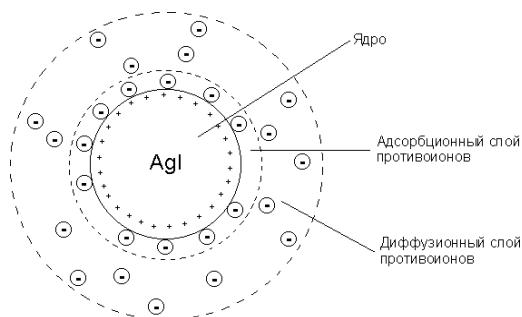 Ядро
Адсорбционный слой
противоионов
AgI
Диффузионный слой
противоионов